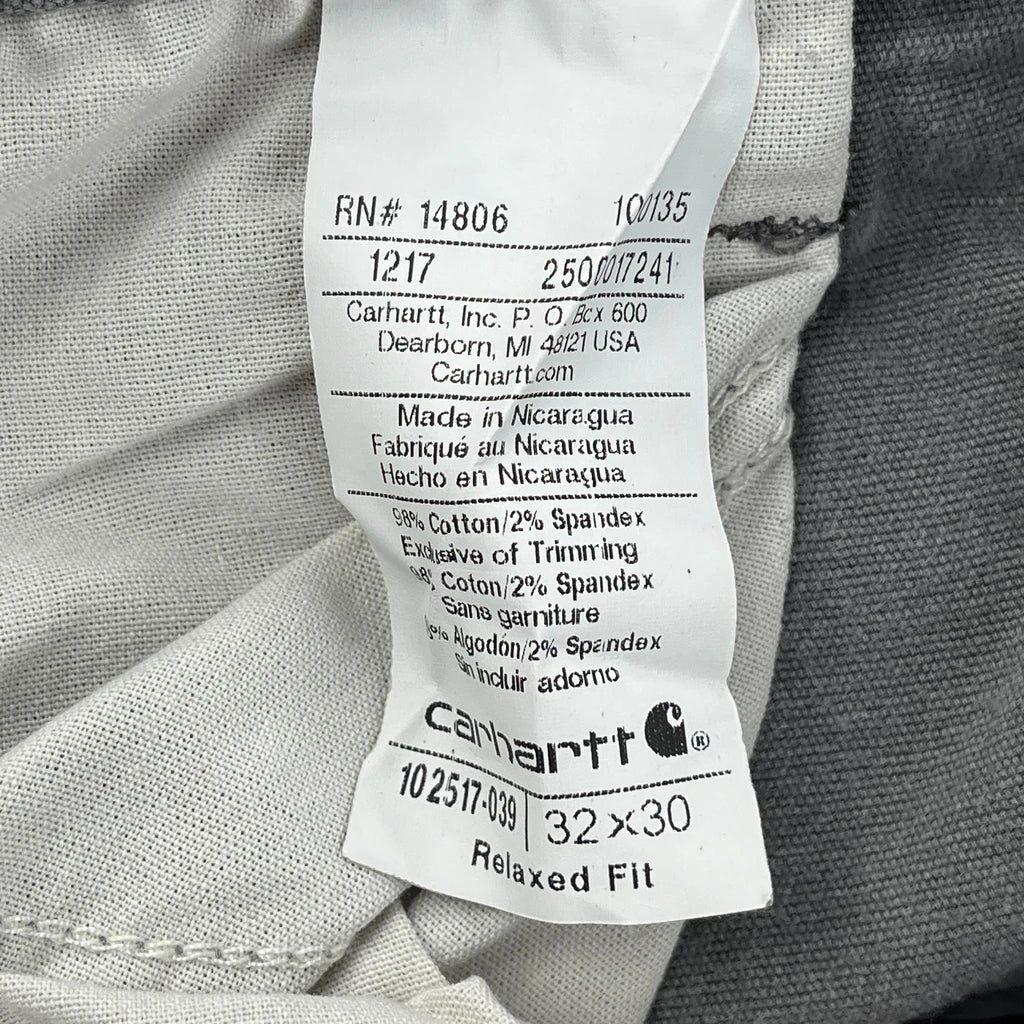 RN# 14806 100135
1217 2500017241
Carhartt, Inc. P. O. Box 600
Dearborn, MI 48121 USA
Carhartt.com
Made in Nicaragua
Fabriqué au Nicaragua
Hecho en Nicaragua
98% Cotton/2% Spandex
Exclusive of Trimming
98% Coton/2% Spandex
Sans garniture
Algodón/2% Spandex
Sin incluir adorno
carhartt ®
102517-039 | 32x30
Relaxed Fit